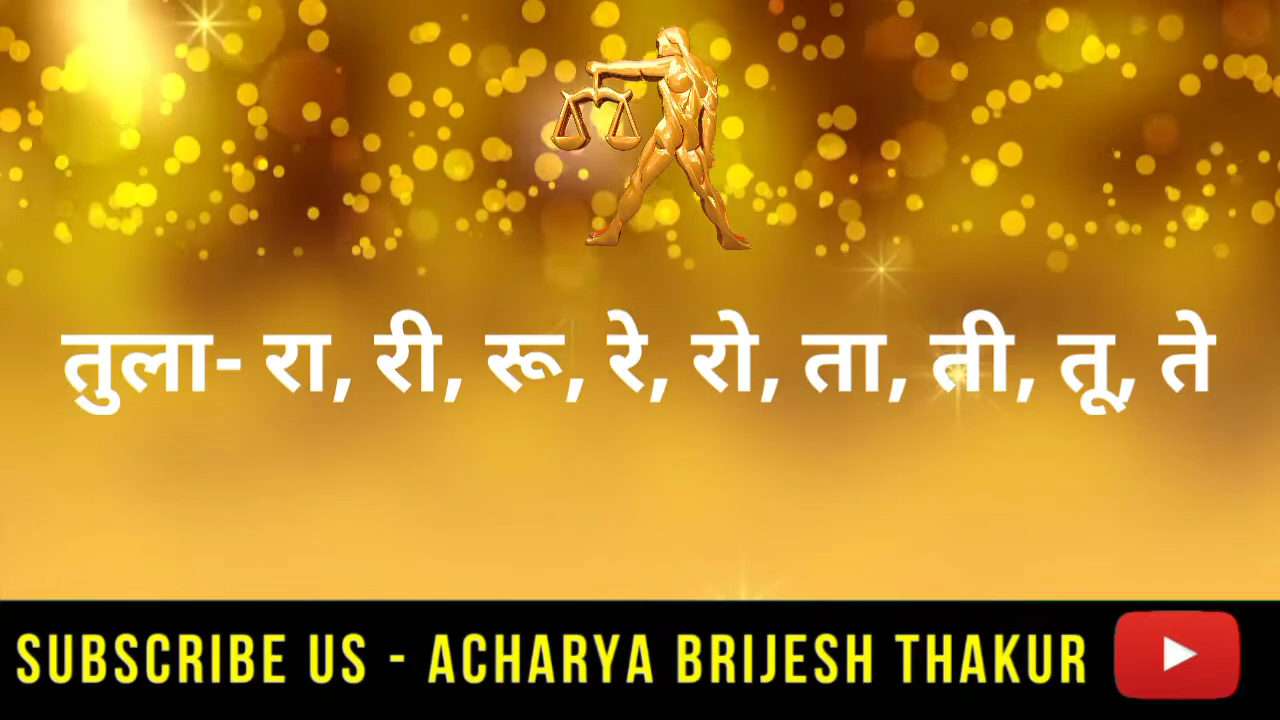 तुला- रा, री, रू, रे, रो, ता, ती, तू, ते
SUBSCRIBE US - ACHARYA BRIJESH THAKUR